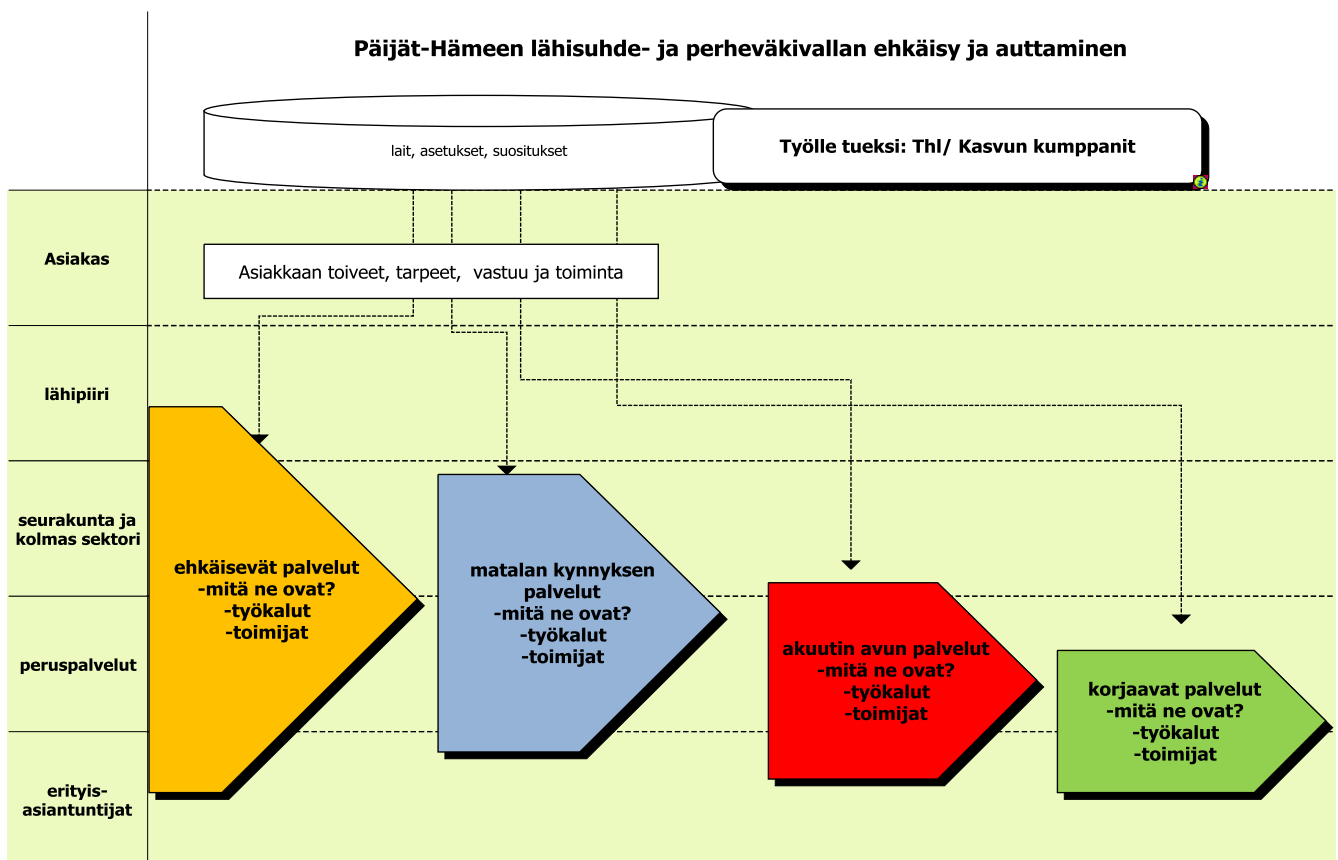 Päijät-Hämeen lähisuhde- ja perheväkivallan ehkäisy ja auttaminen
lait, asetukset, suositukset
Työlle tueksi: Thl/ Kasvun kumppanit
Asiakas
Asiakkaan toiveet, tarpeet,  vastuu ja toiminta
lähipiiri
seurakunta ja
kolmas sektori
peruspalvelut
erityis-
asiantuntijat
ehkäisevät palvelut
-mitä ne ovat?
-työkalut
-toimijat
matalan kynnyksen
palvelut
-mitä ne ovat?
-työkalut
-toimijat
akuutin avun palvelut
-mitä ne ovat?
-työkalut
-toimijat
korjaavat palvelut
-mitä ne ovat?
-työkalut
-toimijat